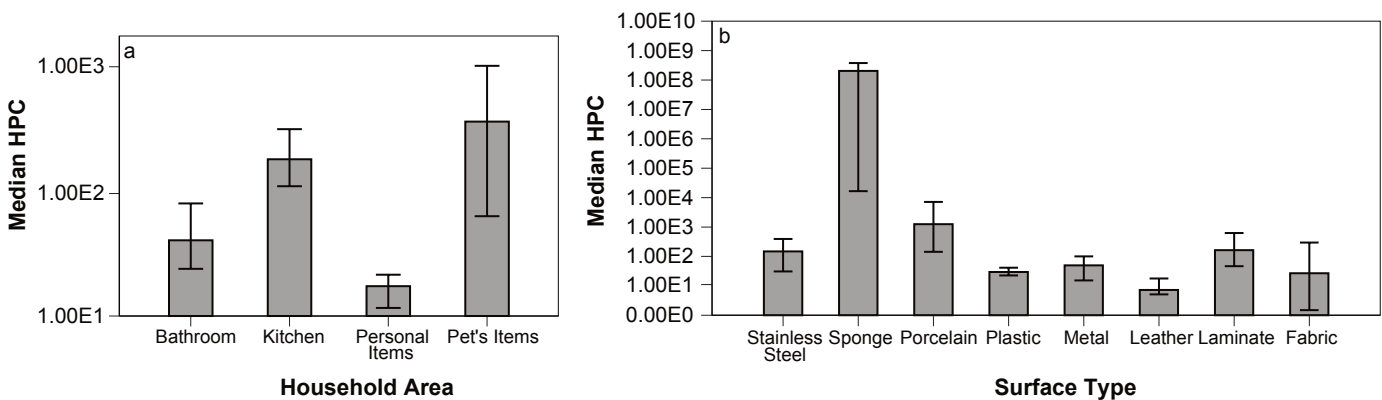 a
Median HPC
1.00E3
1.00E2
1.00E1
Bathroom
Kitchen
Personal
Items
Pet's Items
Household Area
b
Median HPC
1.00E10
1.00E9
1.00E8
1.00E7
1.00E6
1.00E5
1.00E4
1.00E3
1.00E2
1.00E1
0.00E0
Stainless
Steel
Sponge
Porcelain
Plastic
Metal
Leather
Laminate
Fabric
Surface Type